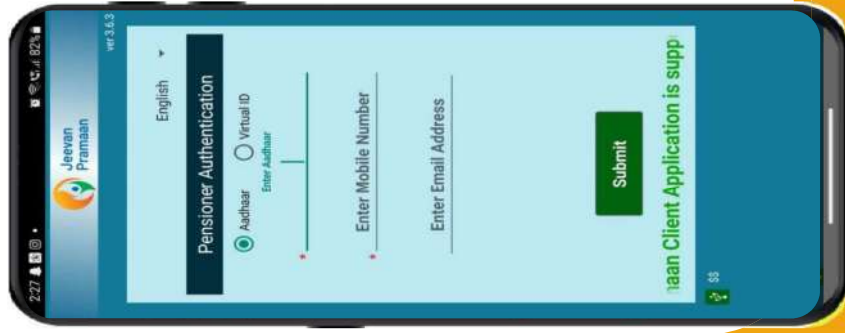 2:27
82%
Jeevan
Pramaan
ver 3.6.3
English
Pensioner Authentication
Aadhaar
Virtual ID
Enter Aadhaar
*
* Enter Mobile Number
Enter Email Address
Submit
naan Client Application is supp
$$